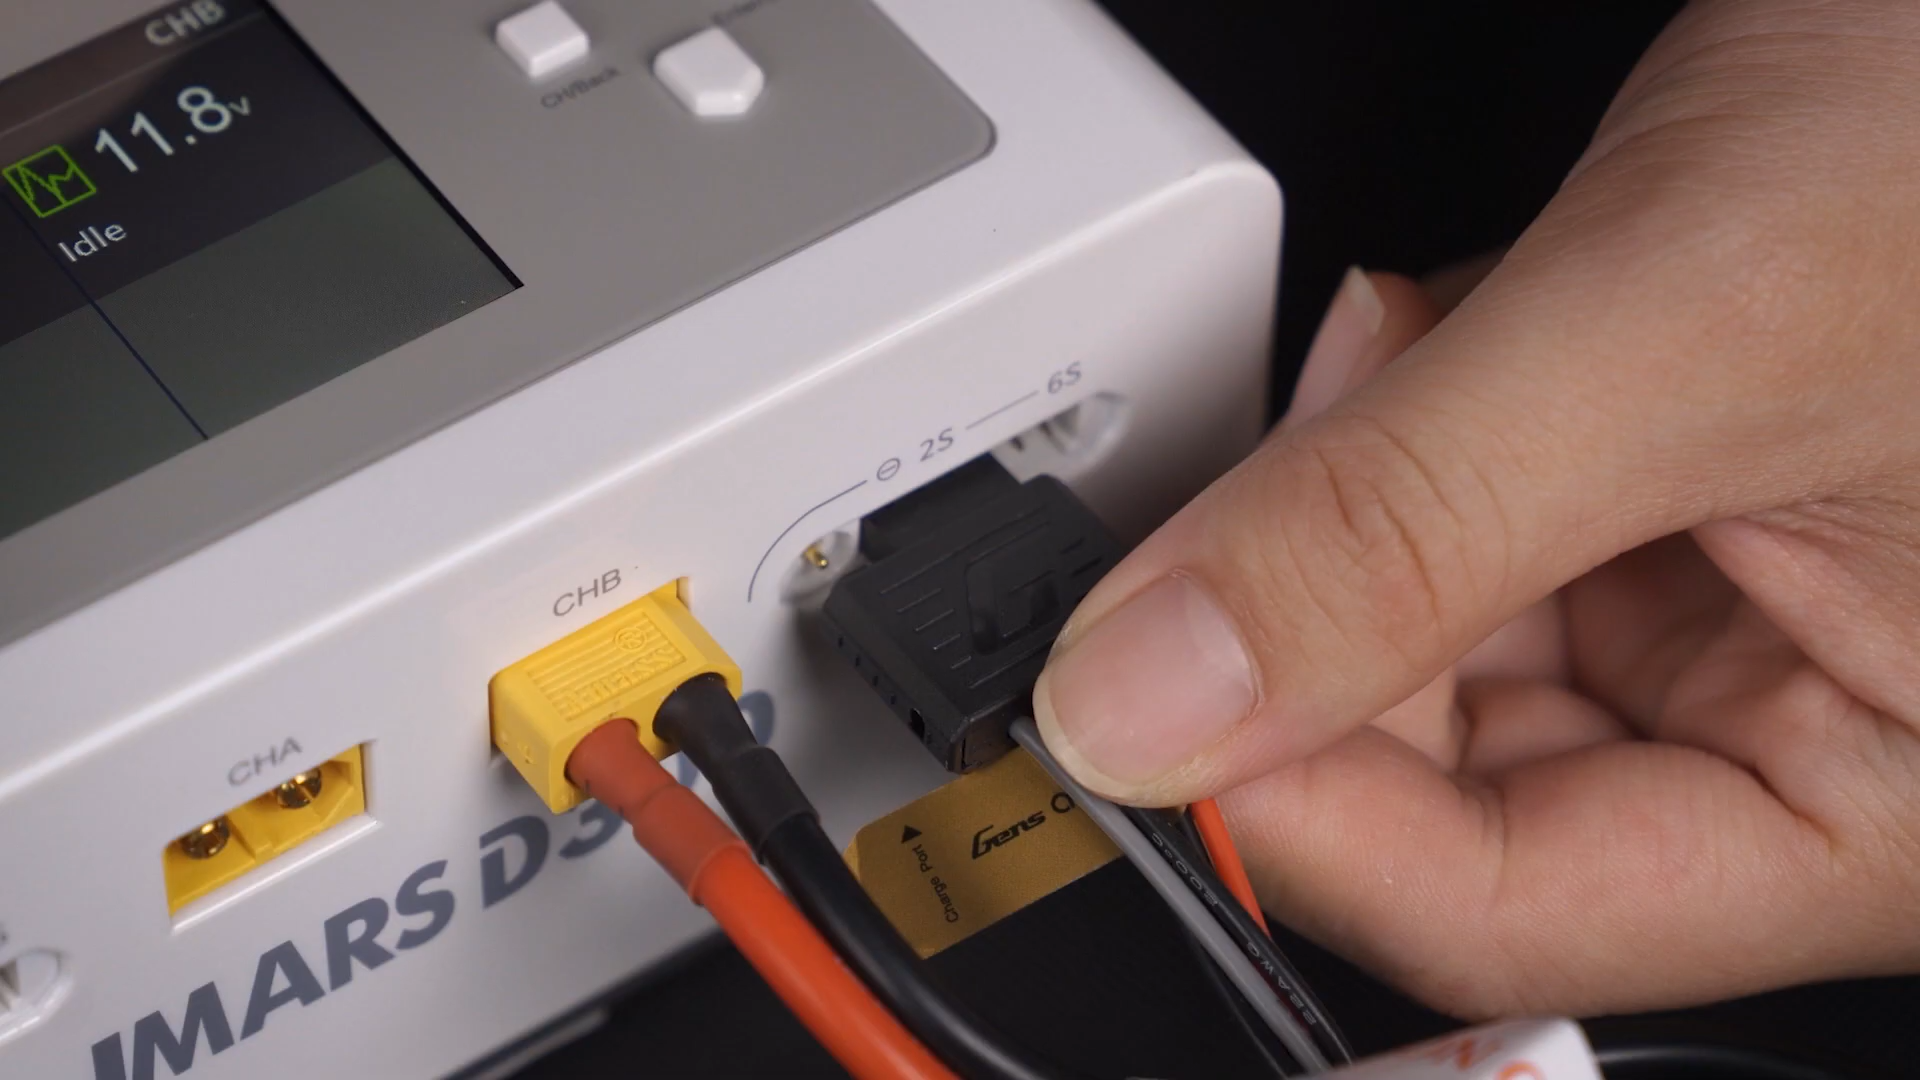 CHB
11.8v
Idle
CH/Back
⊖ 2S — 6S
CHB
CHA
IMARS D3
Gens
Charge Port